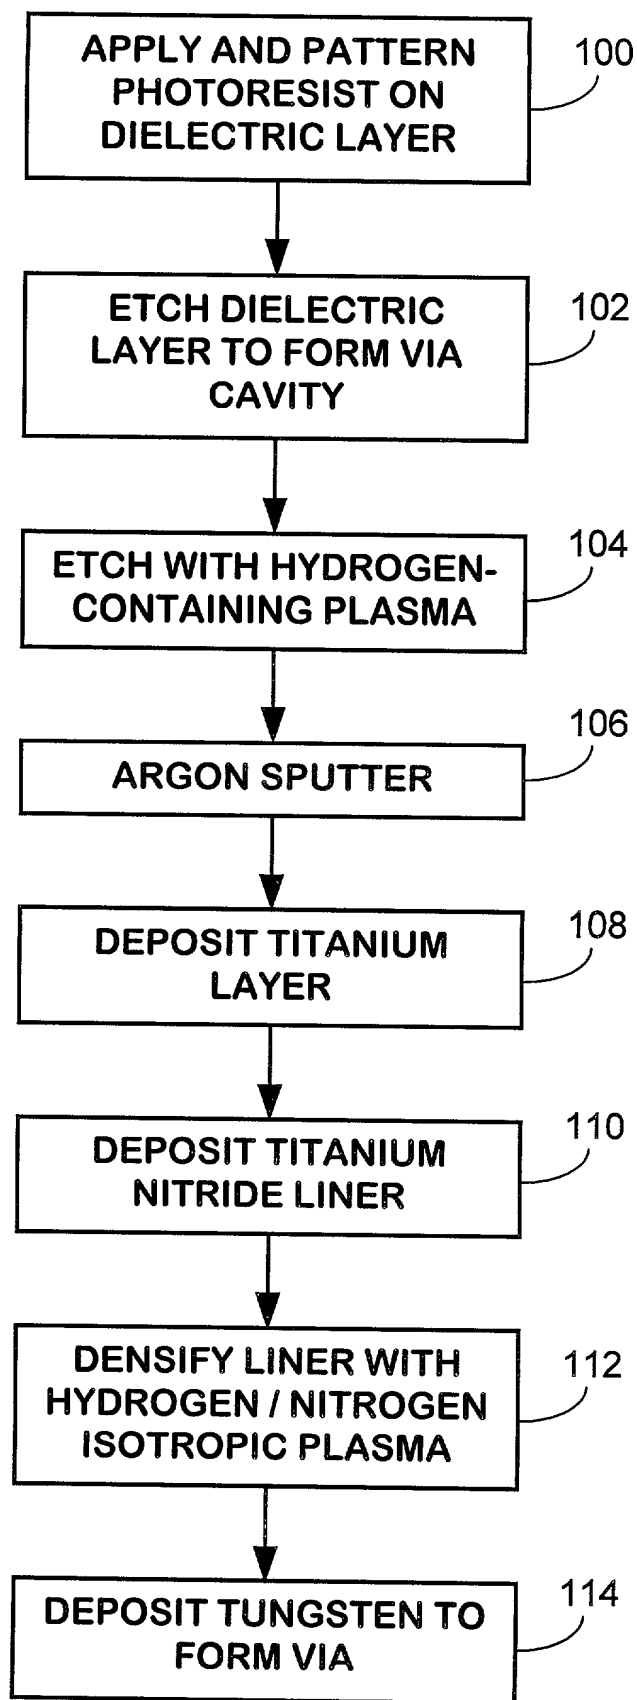 APPLY AND PATTERN
PHOTORESIST ON
DIELECTRIC LAYER
100
ETCH DIELECTRIC
LAYER TO FORM VIA
CAVITY
102
ETCH WITH HYDROGEN-
CONTAINING PLASMA
104
ARGON SPUTTER
106
DEPOSIT TITANIUM
LAYER
108
DEPOSIT TITANIUM
NITRIDE LINER
110
DENSIFY LINER WITH
HYDROGEN / NITROGEN
ISOTROPIC PLASMA
112
DEPOSIT TUNGSTEN TO
FORM VIA
114